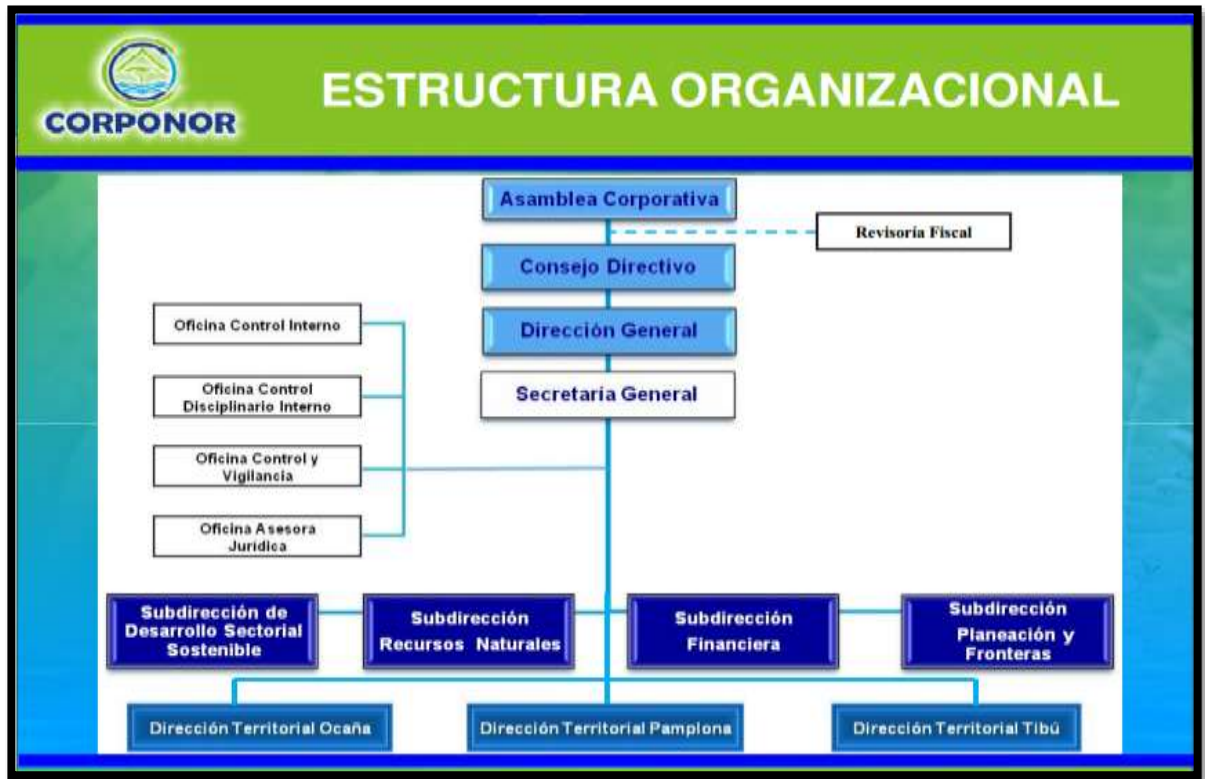 CORPONOR
ESTRUCTURA ORGANIZACIONAL
Asamblea Corporativa
Revisoría Fiscal
Consejo Directivo
Dirección General
Secretaría General
Oficina Control Interno
Oficina Control
Disciplinario Interno
Oficina Control y
Vigilancia
Oficina Asesora
Jurídica
Subdirección de
Desarrollo Sectorial
Sostenible
Subdirección
Recursos Naturales
Subdirección
Financiera
Subdirección
Planeación y
Fronteras
Dirección Territorial Ocaña
Dirección Territorial Pamplona
Dirección Territorial Tibú